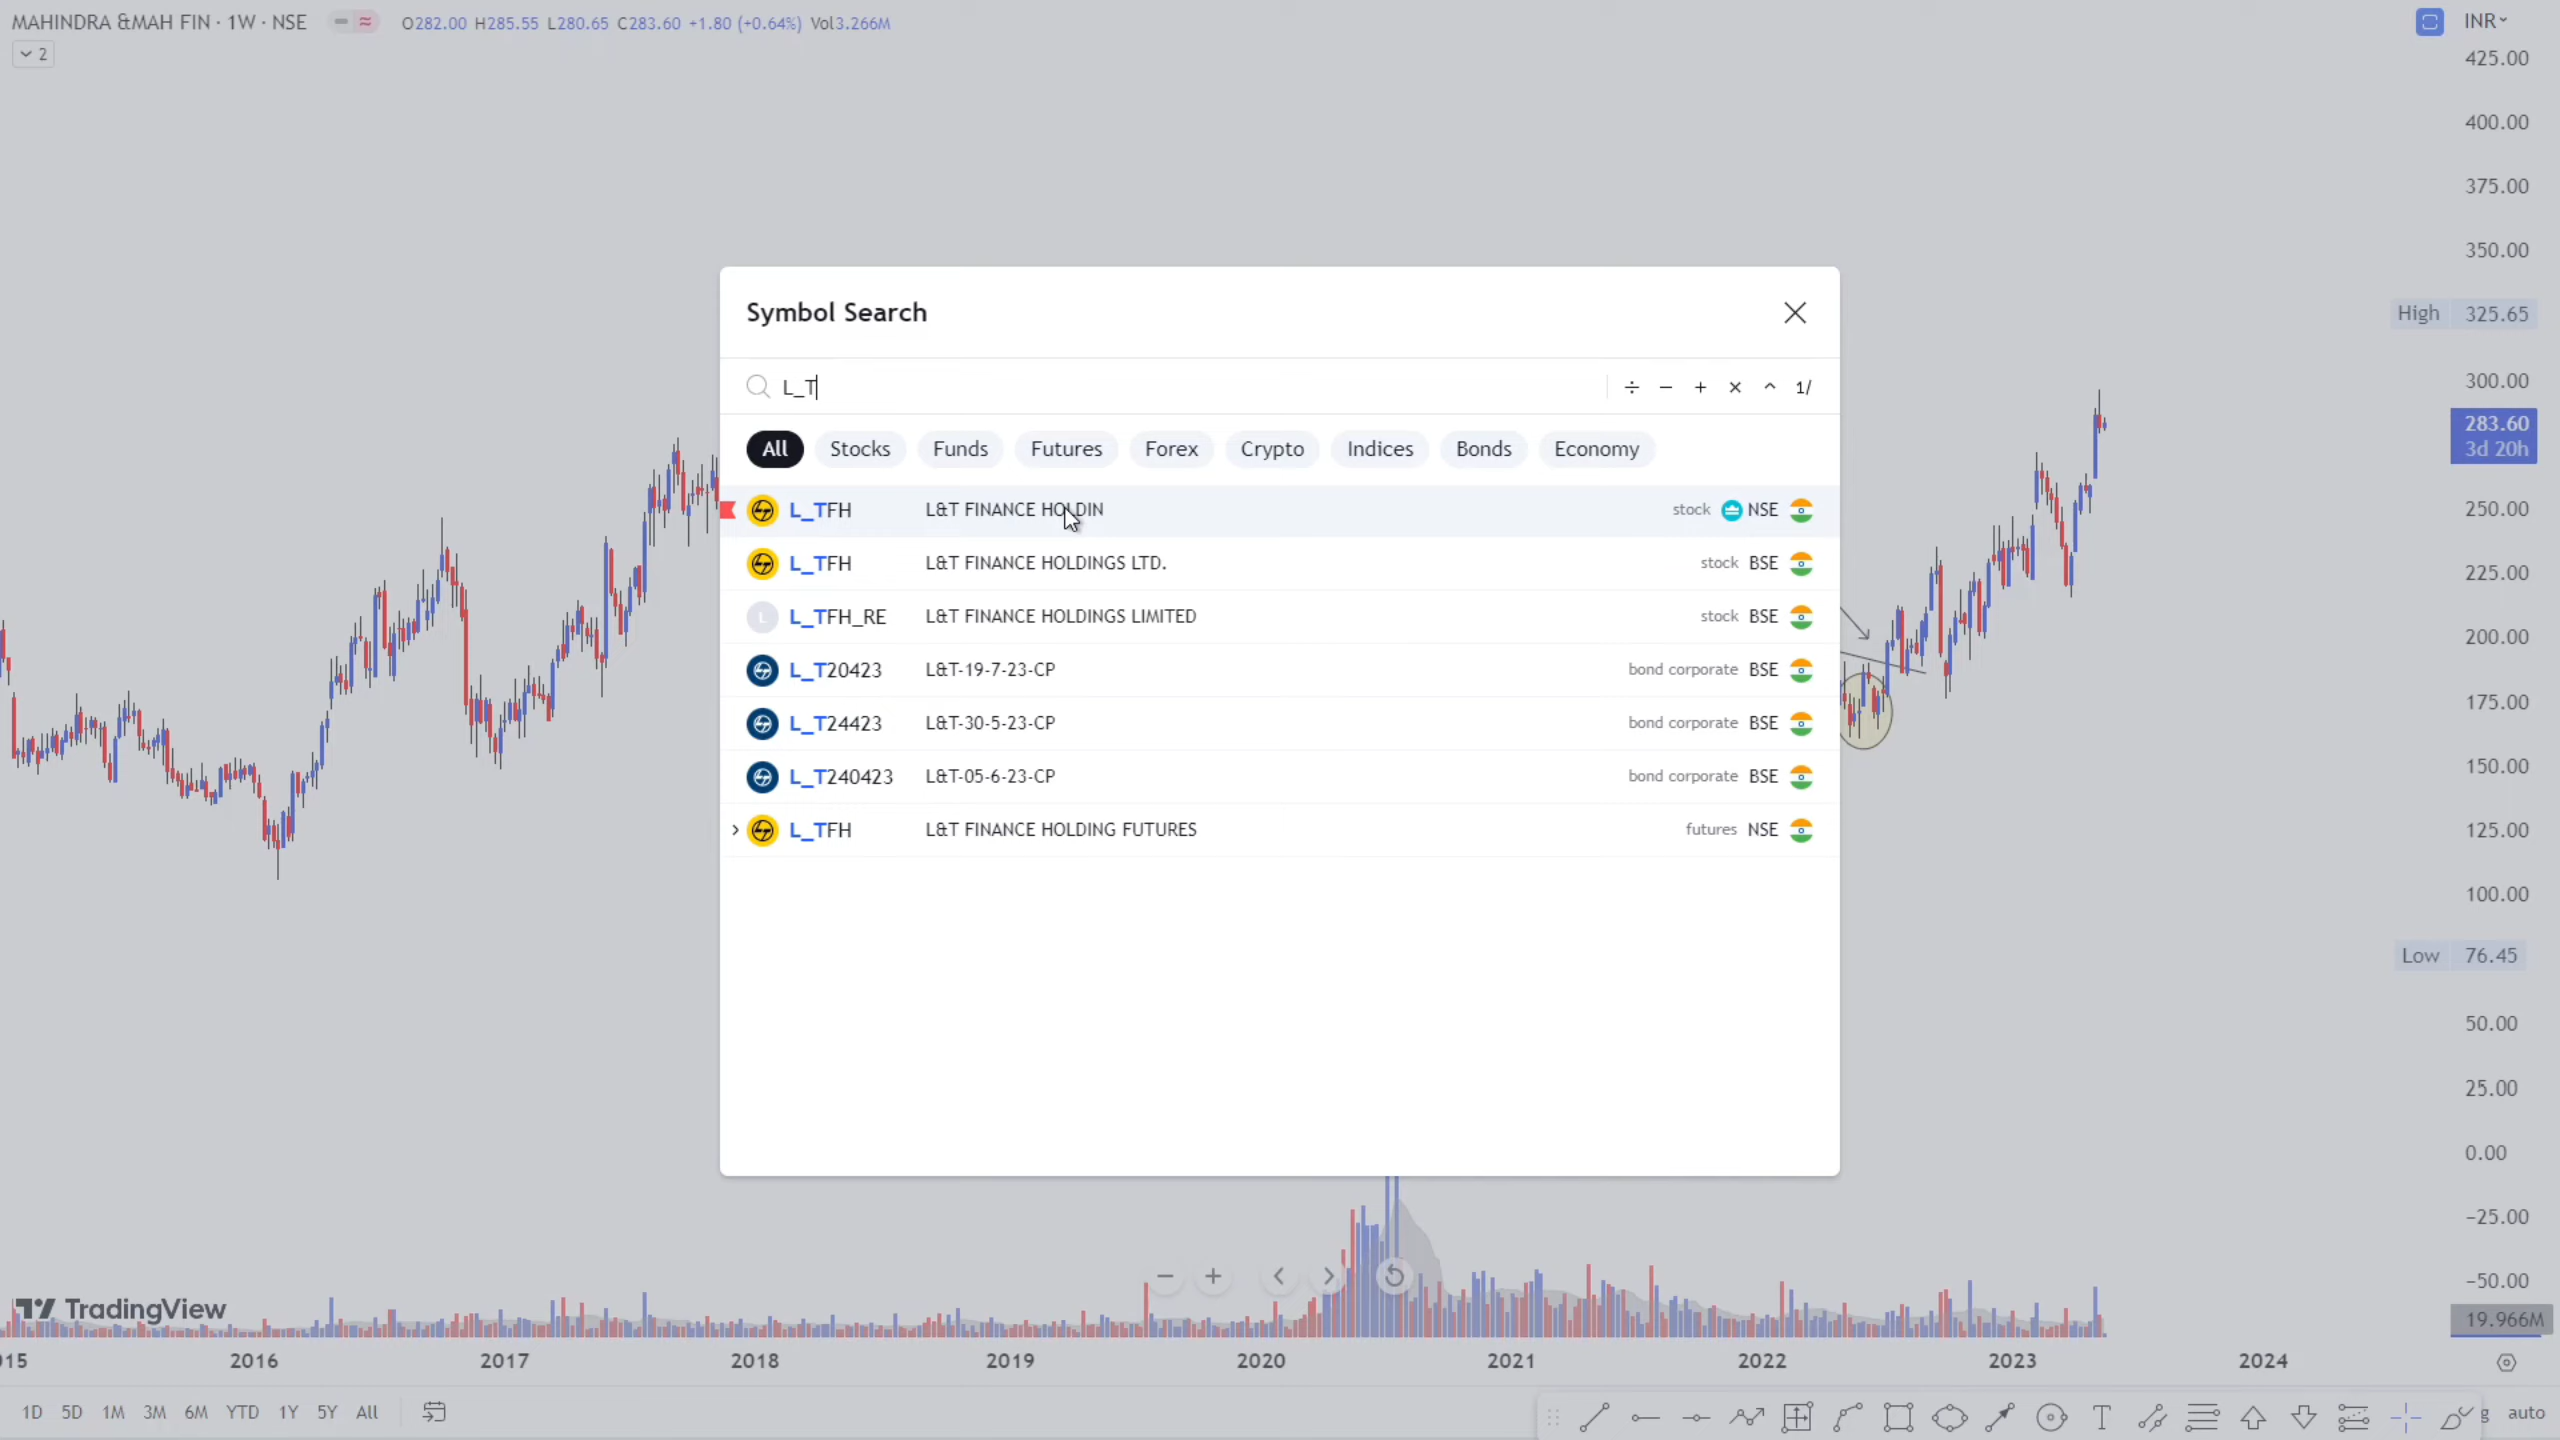 MAHINDRA &MAH FIN · 1W · NSE O282.00 H285.55 L280.65 C283.60 +1.80 (+0.64%) Vol3.266M
INR
2
425.00
400.00
375.00
350.00
High 325.65
300.00
283.60
3d 20h
250.00
225.00
200.00
175.00
150.00
125.00
100.00
Low 76.45
50.00
25.00
0.00
−25.00
−50.00
19.966M
Symbol Search
L_T
÷ − + × ^ 1/
All Stocks Funds Futures Forex Crypto Indices Bonds Economy
L_TFH L&T FINANCE HOLDIN stock NSE
L_TFH L&T FINANCE HOLDINGS LTD. stock BSE
L L_TFH_RE L&T FINANCE HOLDINGS LIMITED stock BSE
L_T20423 L&T-19-7-23-CP bond corporate BSE
L_T24423 L&T-30-5-23-CP bond corporate BSE
L_T240423 L&T-05-6-23-CP bond corporate BSE
L_TFH L&T FINANCE HOLDING FUTURES futures NSE
TradingView
015 2016 2017 2018 2019 2020 2021 2022 2023 2024
1D 5D 1M 3M 6M YTD 1Y 5Y All
auto